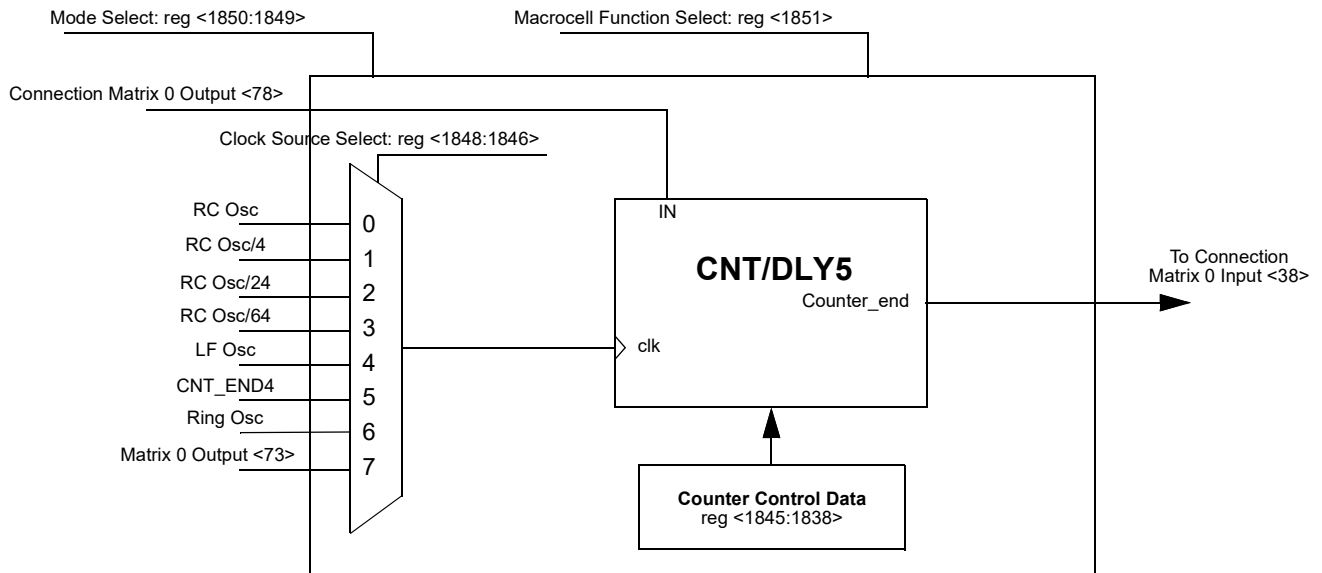 Mode Select: reg <1850:1849>
Macrocell Function Select: reg <1851>
Connection Matrix 0 Output <78>
Clock Source Select: reg <1848:1846>
RC Osc
0
RC Osc/4
1
RC Osc/24
2
RC Osc/64
3
LF Osc
4
CNT_END4
5
Ring Osc
6
Matrix 0 Output <73>
7
IN
CNT/DLY5
Counter_end
clk
To Connection
Matrix 0 Input <38>
Counter Control Data
reg <1845:1838>